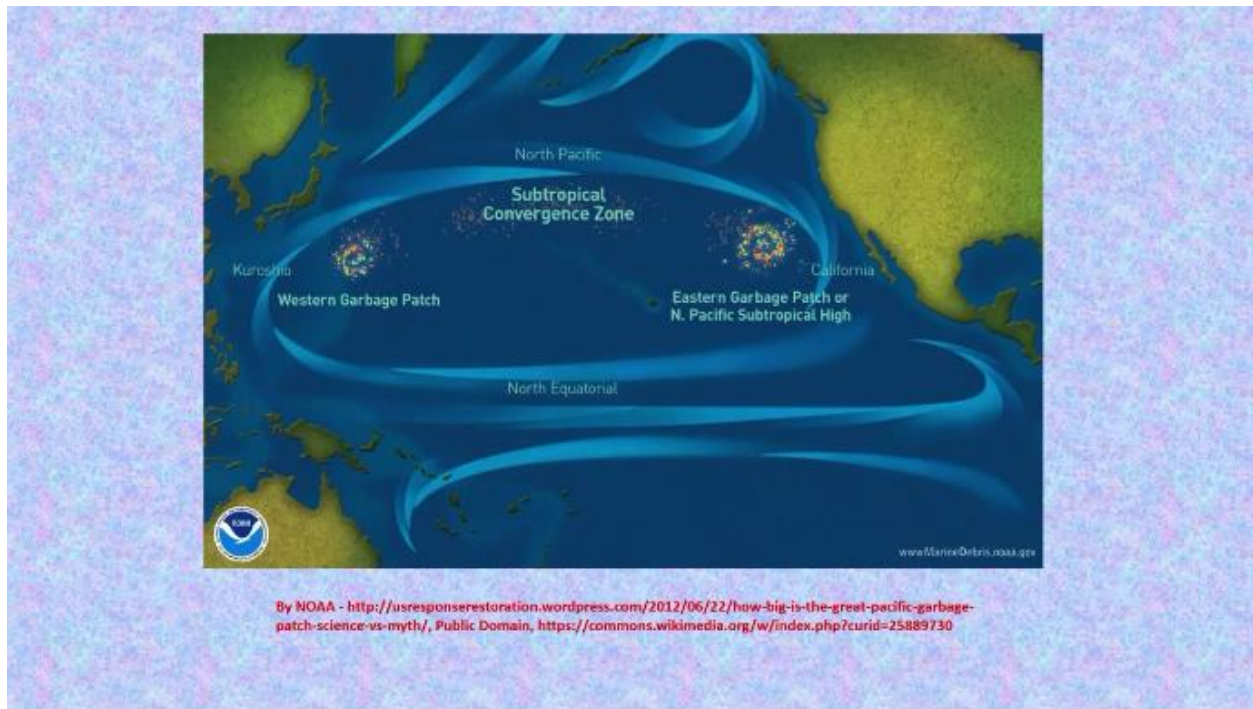 North Pacific
Subtropical
Convergence Zone
Kuroshio
California
Western Garbage Patch
Eastern Garbage Patch or
N. Pacific Subtropical High
North Equatorial
NOAA
www.MarineDebris.noaa.gov
By NOAA - http://usresponserestoration.wordpress.com/2012/06/22/how-big-is-the-great-pacific-garbage-
patch-science-vs-myth/, Public Domain, https://commons.wikimedia.org/w/index.php?curid=25889730